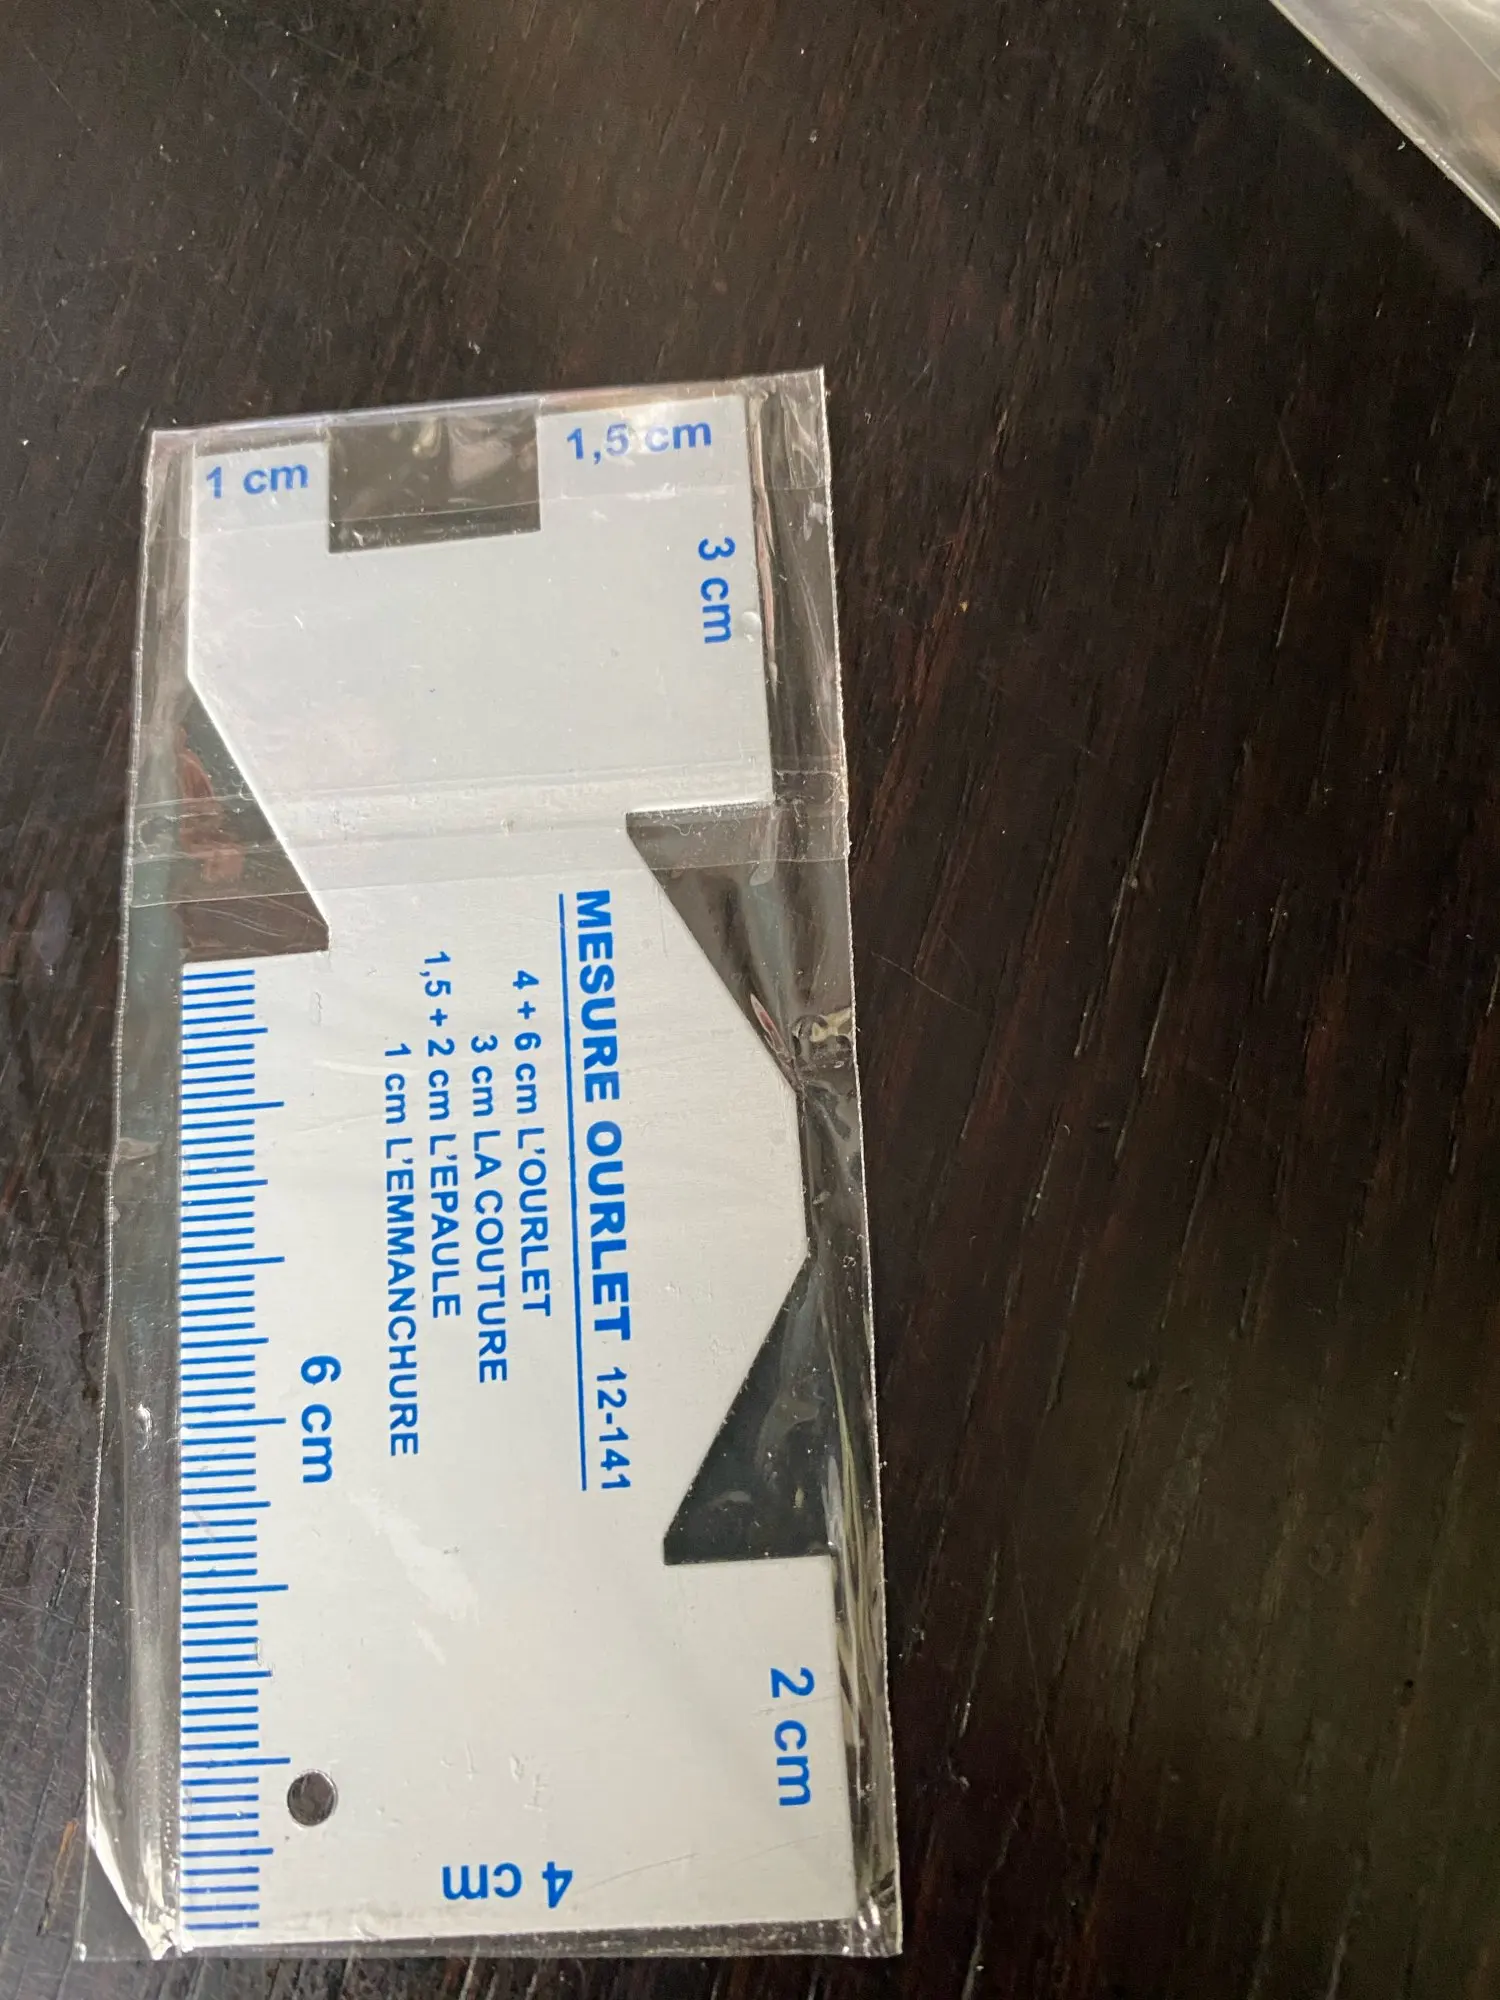 1 cm
1,5 cm
3 cm
MESURE OURLET 12-141
4 + 6 cm L'OURLET
3 cm LA COUTURE
1,5 + 2 cm L'EPAULE
1 cm L'EMMANCHURE
6 cm
2 cm
4 cm